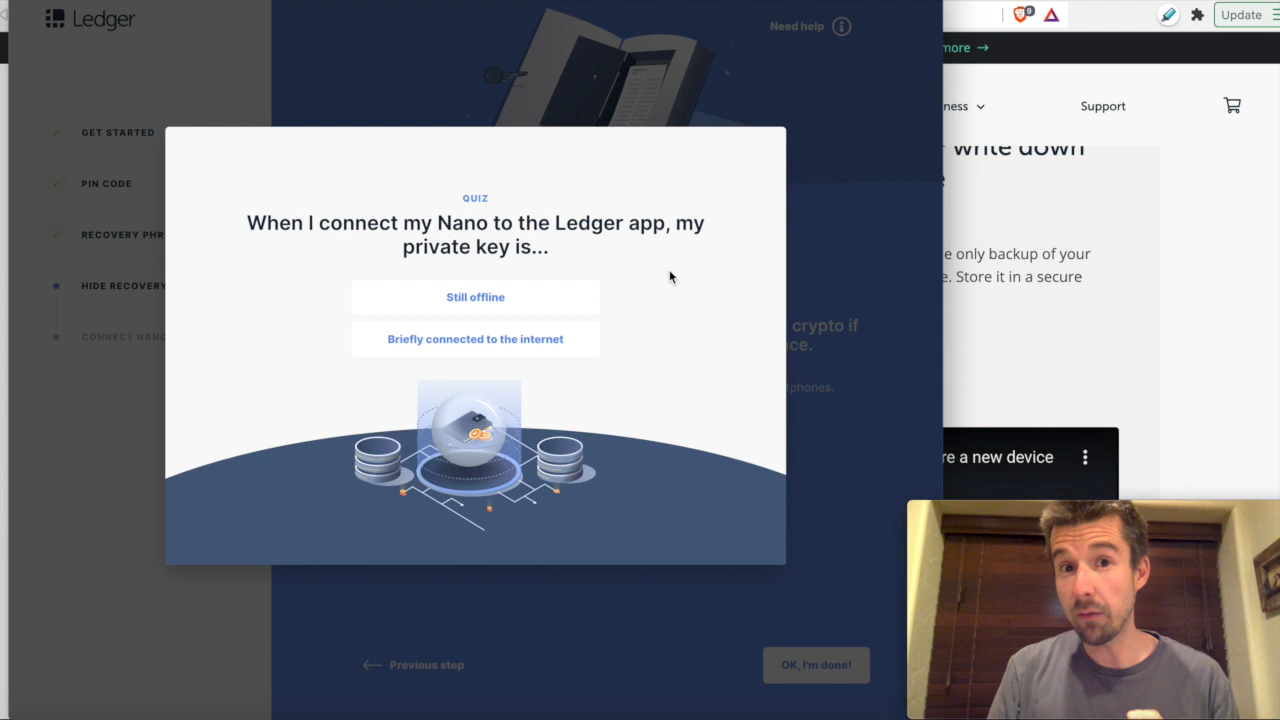 Ledger
Need help
9
Update
more →
ness
Support
GET STARTED
PIN CODE
RECOVERY PHR
HIDE RECOVERY
CONNECT NANO
QUIZ
When I connect my Nano to the Ledger app, my
private key is...
Still offline
Briefly connected to the internet
write down
e
e only backup of your
e. Store it in a secure
crypto if
ce.
tphones.
re a new device
← Previous step
OK, I'm done!